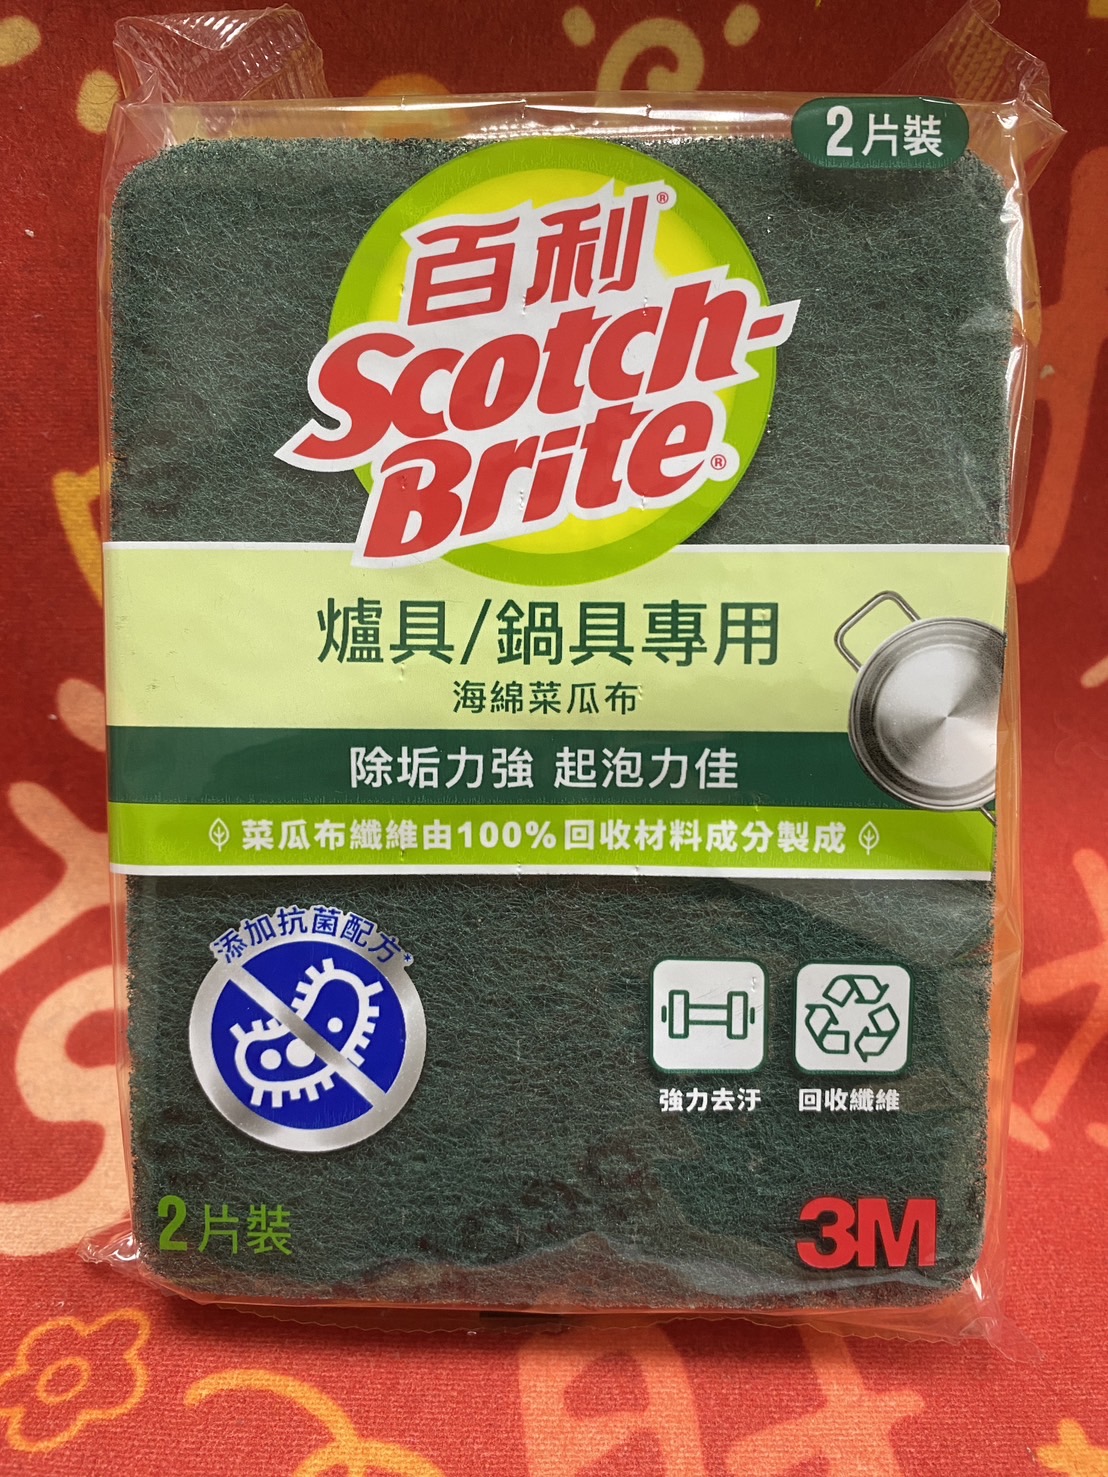 2片裝
百利®
Scotch-
Brite®
爐具/鍋具專用
海綿菜瓜布
除垢力強 起泡力佳
菜瓜布纖維由100%回收材料成分製成
添加抗菌配方*
強力去汙 回收纖維
2片裝
3M